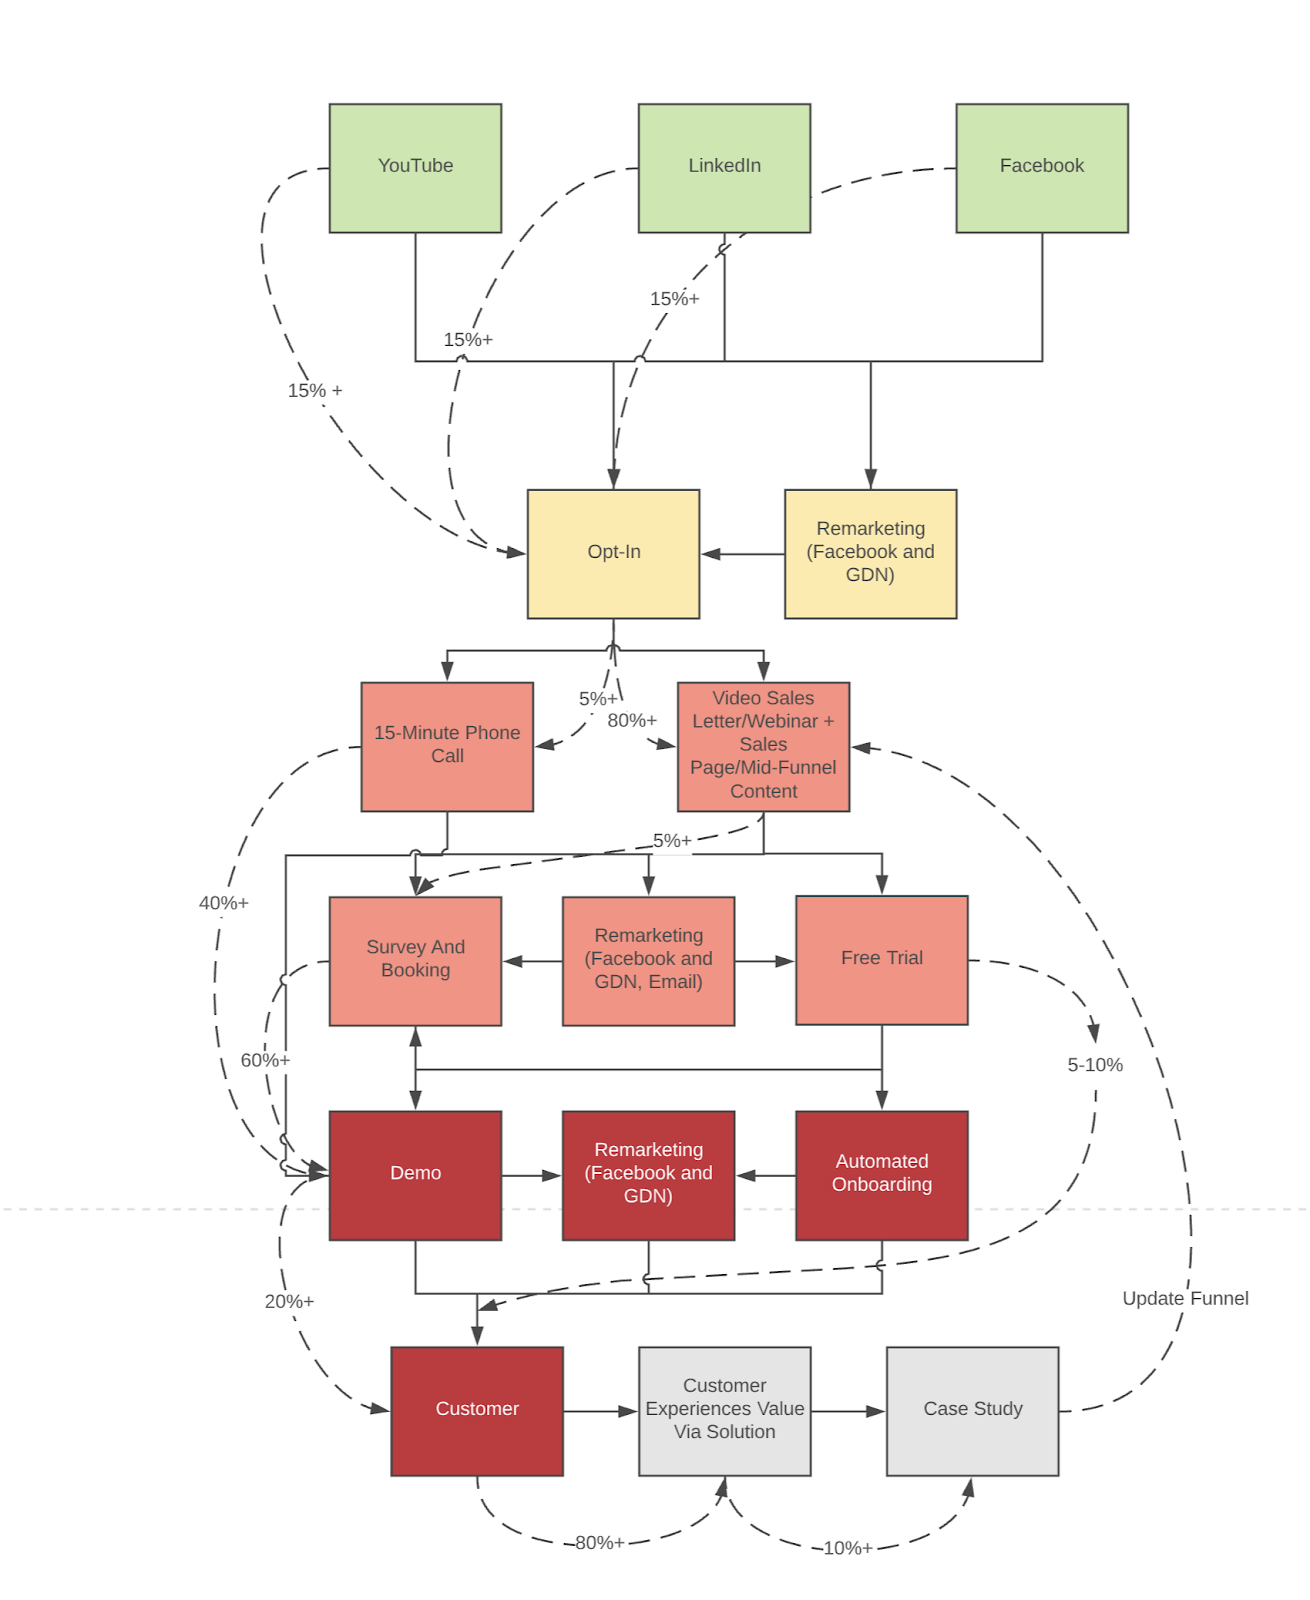 YouTube
LinkedIn
Facebook
15%+
15%+
15% +
Opt-In
Remarketing
(Facebook and
GDN)
5%+
80%+
15-Minute Phone
Call
Video Sales
Letter/Webinar +
Sales
Page/Mid-Funnel
Content
5%+
40%+
Survey And
Booking
Remarketing
(Facebook and
GDN, Email)
Free Trial
60%+
5-10%
Demo
Remarketing
(Facebook and
GDN)
Automated
Onboarding
20%+
Update Funnel
Customer
Customer
Experiences Value
Via Solution
Case Study
80%+
10%+